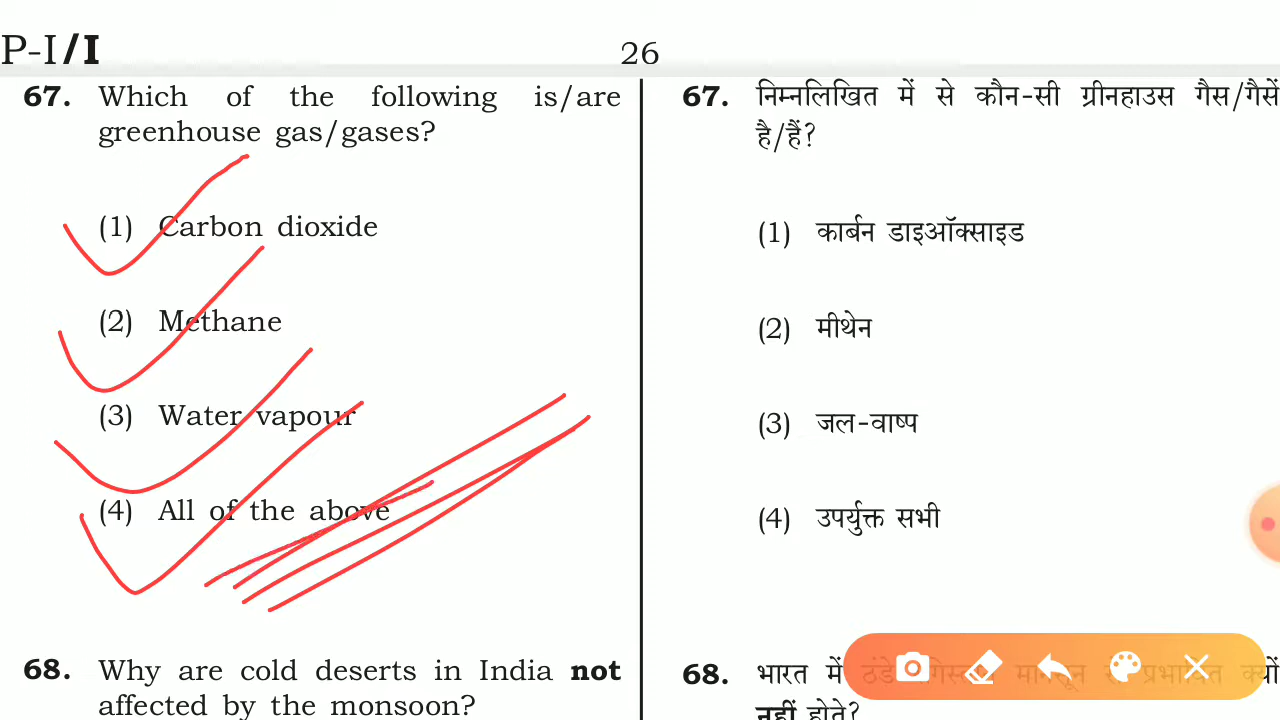 P-I/I
26
67. Which of the following is/are
greenhouse gas/gases?
(1) Carbon dioxide
(2) Methane
(3) Water vapour
(4) All of the above
68. Why are cold deserts in India not
affected by the monsoon?
67. निम्नलिखित में से कौन-सी ग्रीनहाउस गैस/गैसें
है/हैं?
(1) कार्बन डाइऑक्साइड
(2) मीथेन
(3) जल-वाष्प
(4) उपर्युक्त सभी
68. भारत में ठंडे मानसून प्रभावित क्यों
नहीं होते?